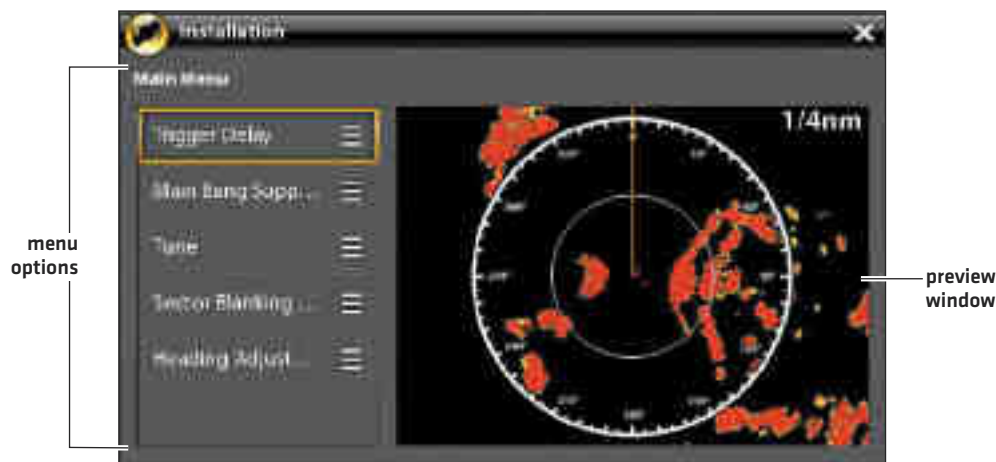 Installation
Main Menu
Trigger Delay
Main Bang Supp...
Tune
Sector Blanking ...
Heading Adjust...
1/4nm
menu
options
preview
window